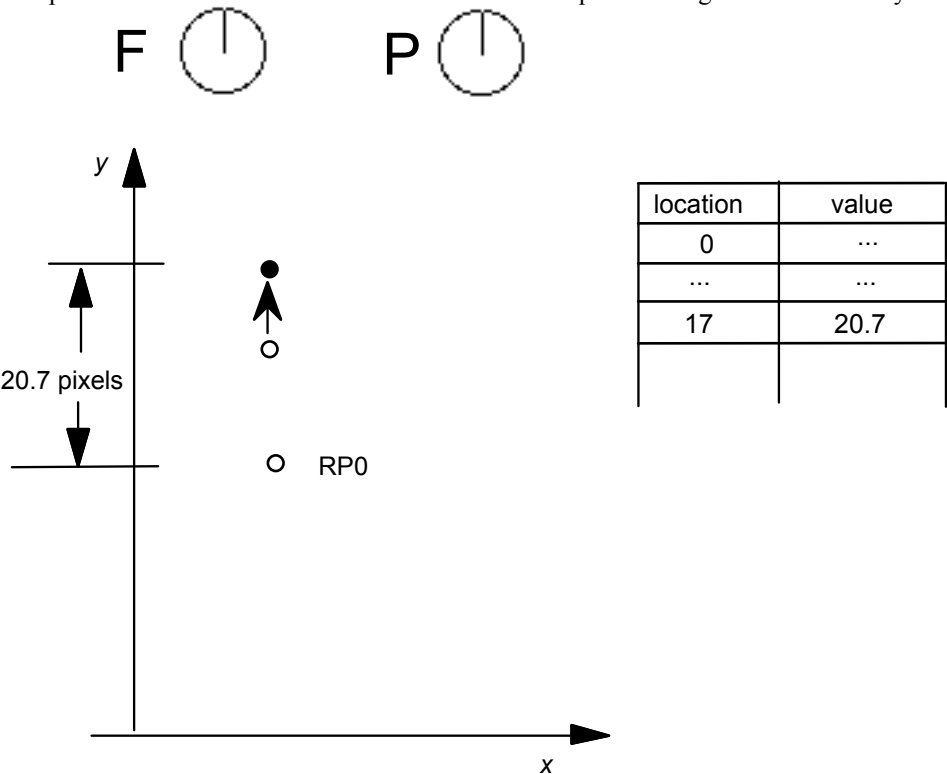 F P
y
location value
0 ...
... ...
17 20.7
20.7 pixels
RP0
x